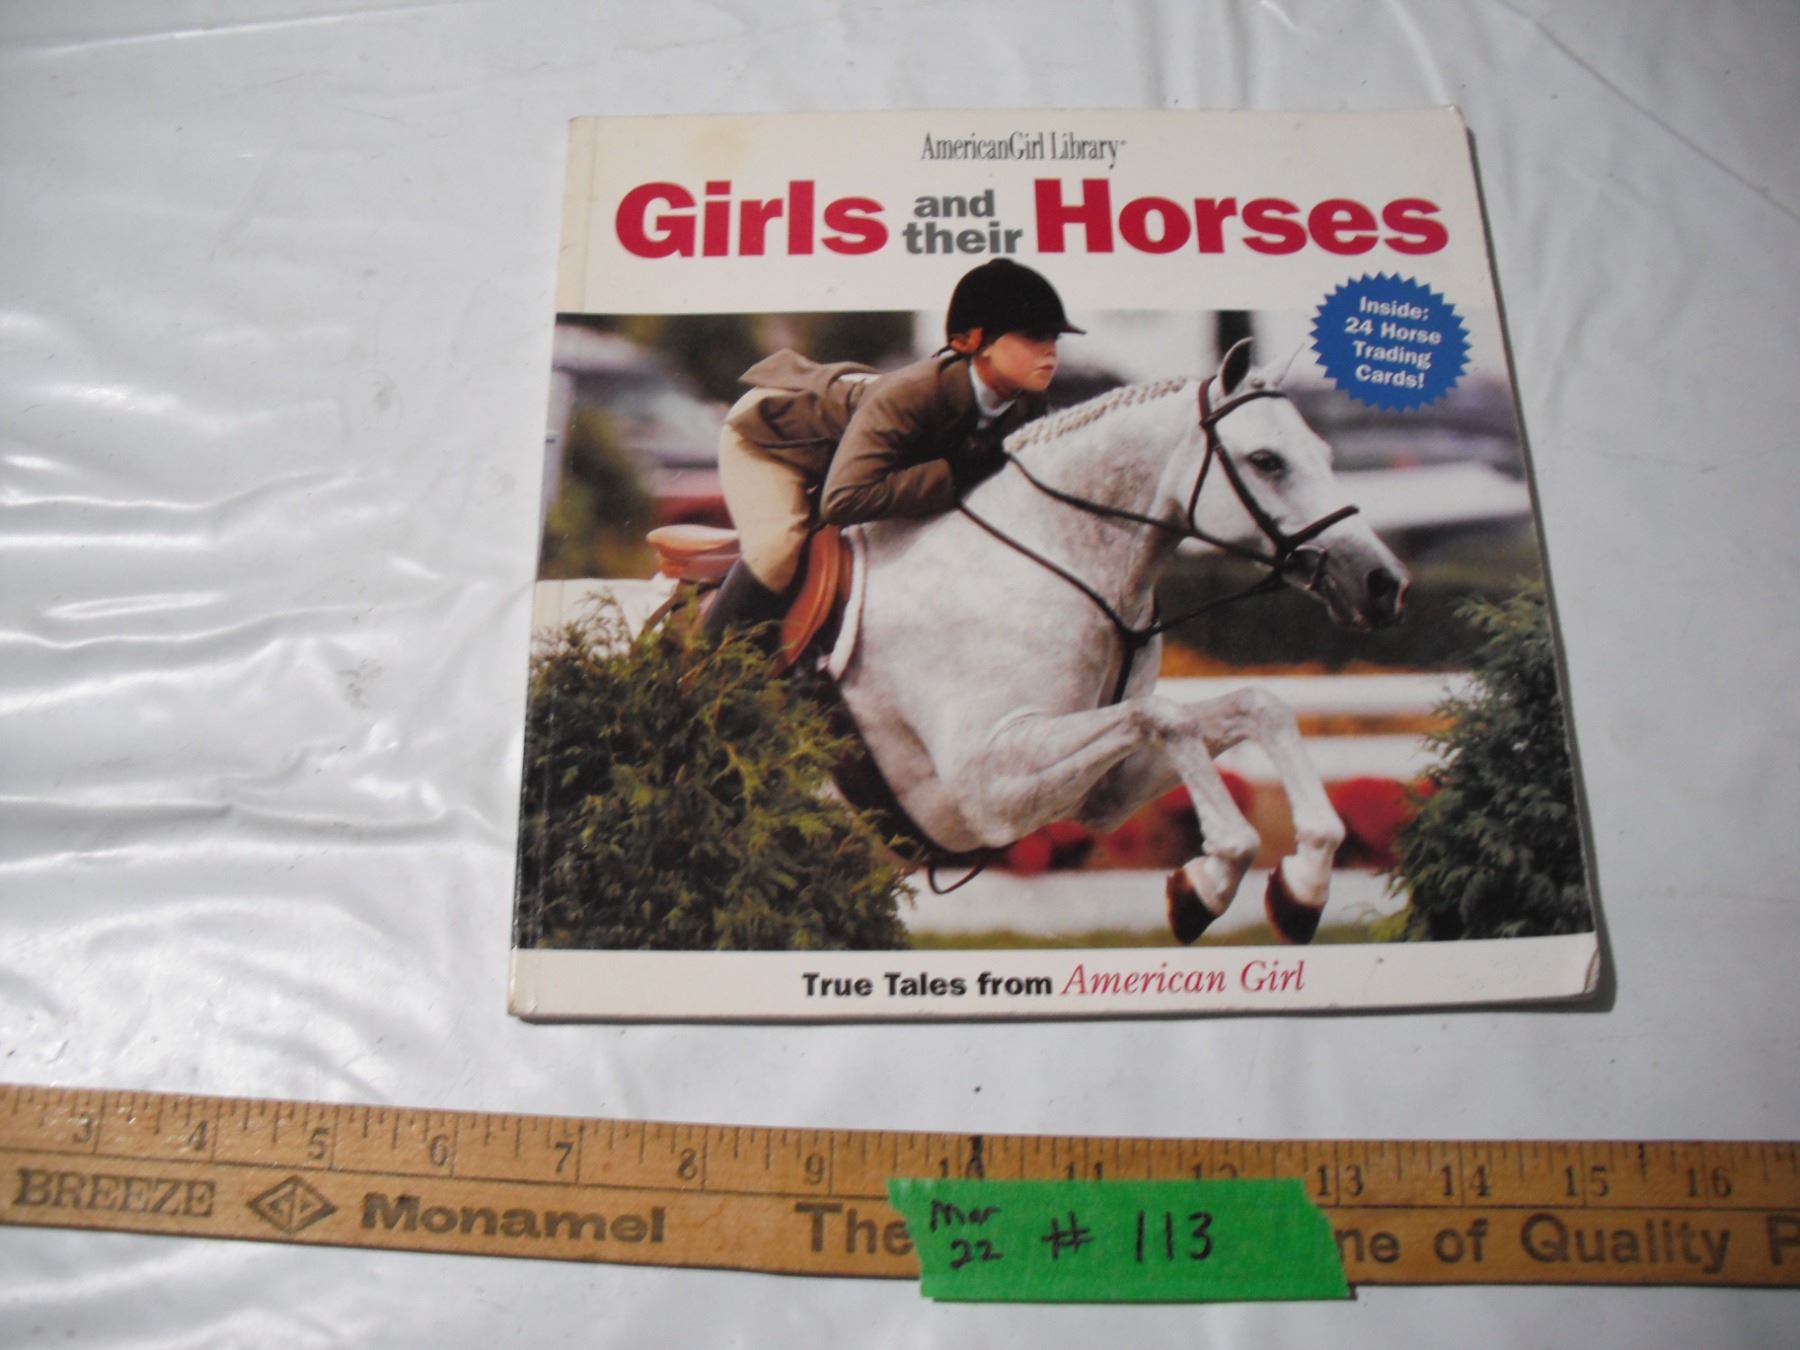 AmericanGirl Library™
Girls and their Horses
Inside:
24 Horse
Trading
Cards!
True Tales from American Girl
3 4 5 6 7 8 9 10 11 12 13 14 15 16
BREEZE Monamel The ne of Quality P
Mar 22 # 113